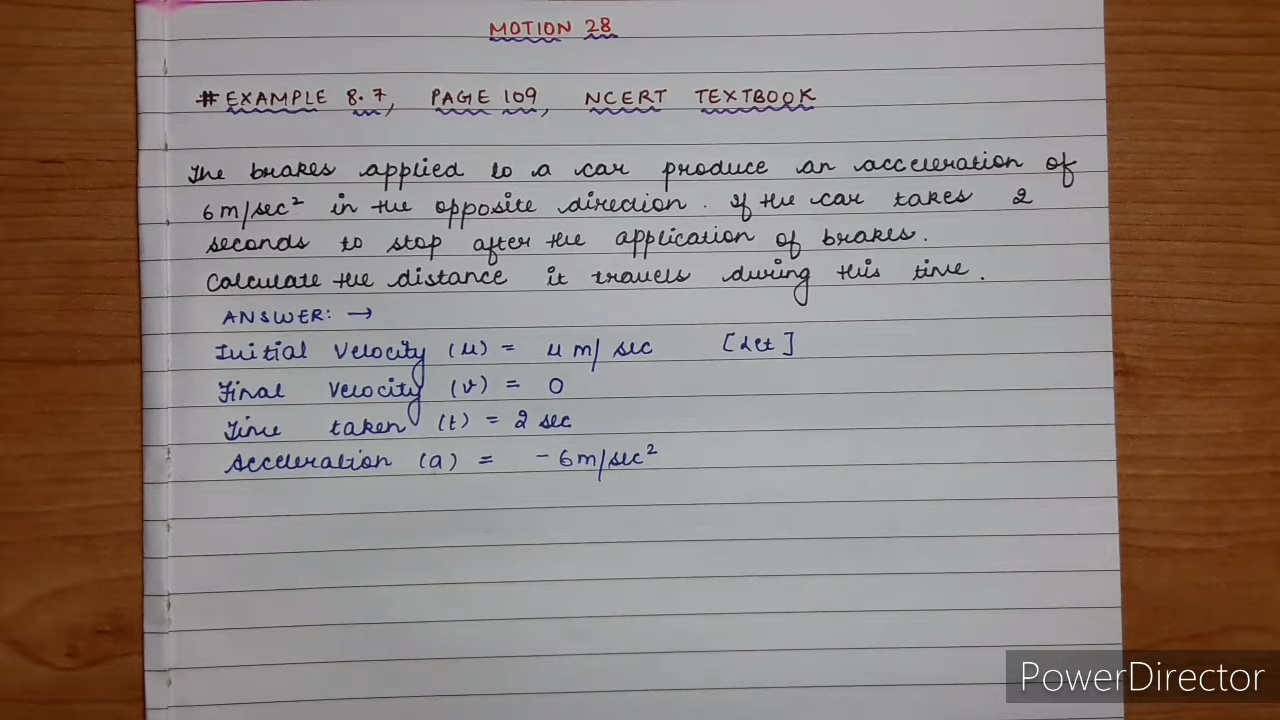 MOTION 28
# EXAMPLE 8.7, PAGE 109, NCERT TEXTBOOK
The brakes applied to a car produce an acceleration of
6m/sec² in the opposite direction. If the car takes 2
seconds to stop after the application of brakes.
Calculate the distance it travels during this time.
ANSWER: →
Initial Velocity (u) = u m/sec [Let]
Final Velocity (v) = 0
Time taken (t) = 2 sec
Acceleration (a) = -6m/sec²
PowerDirector